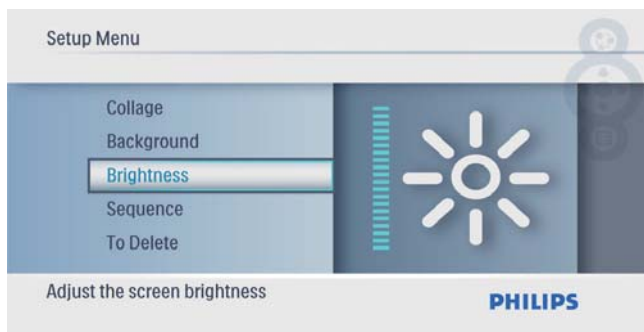 Setup Menu
Collage
Background
Brightness
Sequence
To Delete
Adjust the screen brightness
PHILIPS